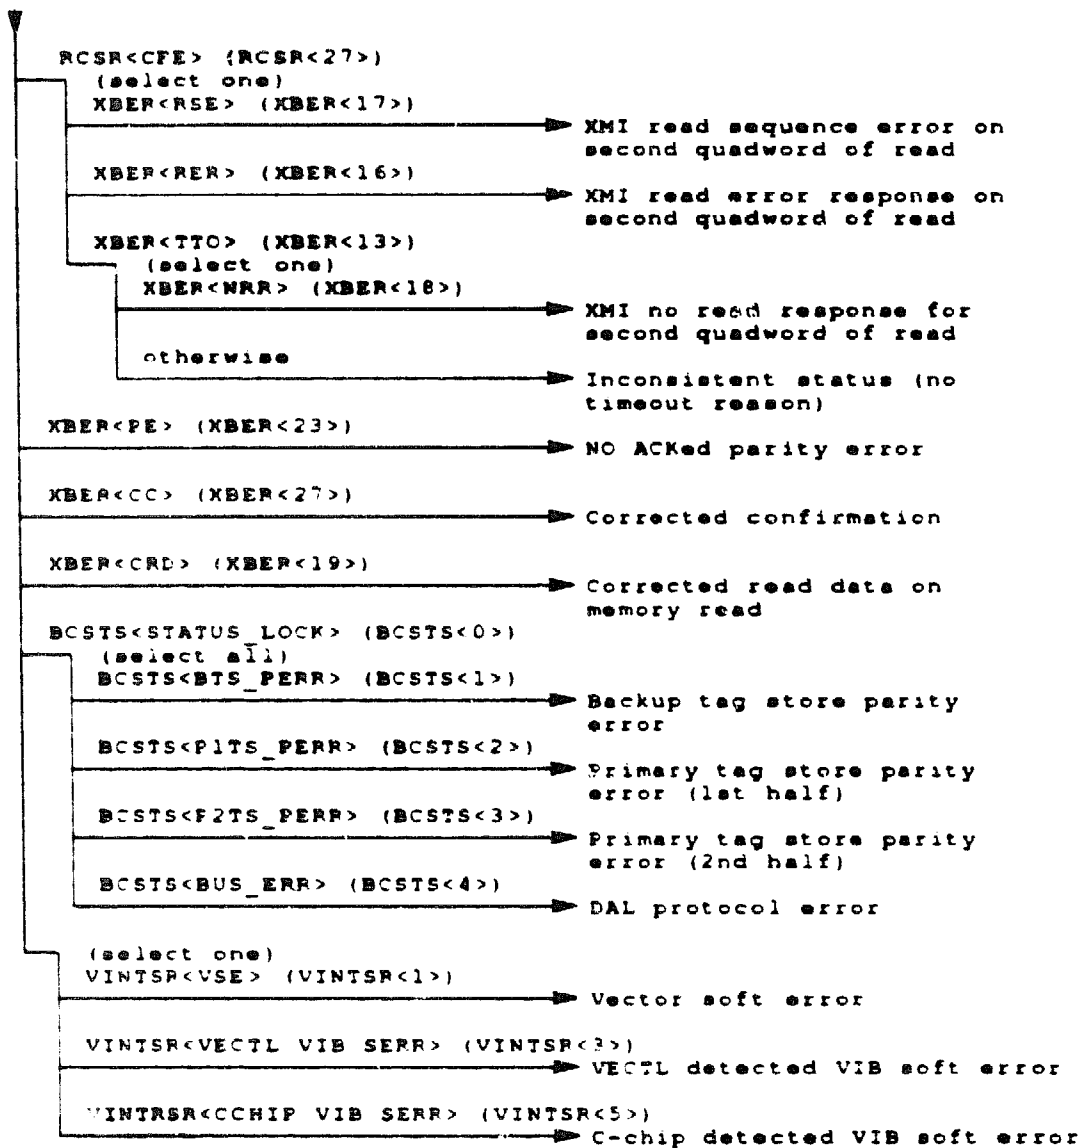 RCSR<CFE> (RCSR<27>)
(select one)
XBER<RSE> (XBER<17>)
XMI read sequence error on
second quadword of read
XBER<RER> (XBER<16>)
XMI read error response on
second quadword of read
XBER<TTO> (XBER<13>)
(select one)
XBER<NRR> (XBER<18>)
XMI no read response for
second quadword of read
otherwise
Inconsistent status (no
timeout reason)
XBER<PE> (XBER<23>)
NO ACKed parity error
XBER<CC> (XBER<27>)
Corrected confirmation
XBER<CRD> (XBER<19>)
Corrected read data on
memory read
BCSTS<STATUS_LOCK> (BCSTS<0>)
(select all)
BCSTS<BTS_PERR> (BCSTS<1>)
Backup tag store parity
error
BCSTS<P1TS_PERR> (BCSTS<2>)
Primary tag store parity
error (1st half)
BCSTS<P2TS_PERR> (BCSTS<3>)
Primary tag store parity
error (2nd half)
BCSTS<BUS_ERR> (BCSTS<4>)
DAL protocol error
(select one)
VINTSR<VSE> (VINTSR<1>)
Vector soft error
VINTSR<VECTL VIB SERR> (VINTSR<3>)
VECTL detected VIB soft error
VINTRSR<CCHIP VIB SERR> (VINTSR<5>)
C-chip detected VIB soft error